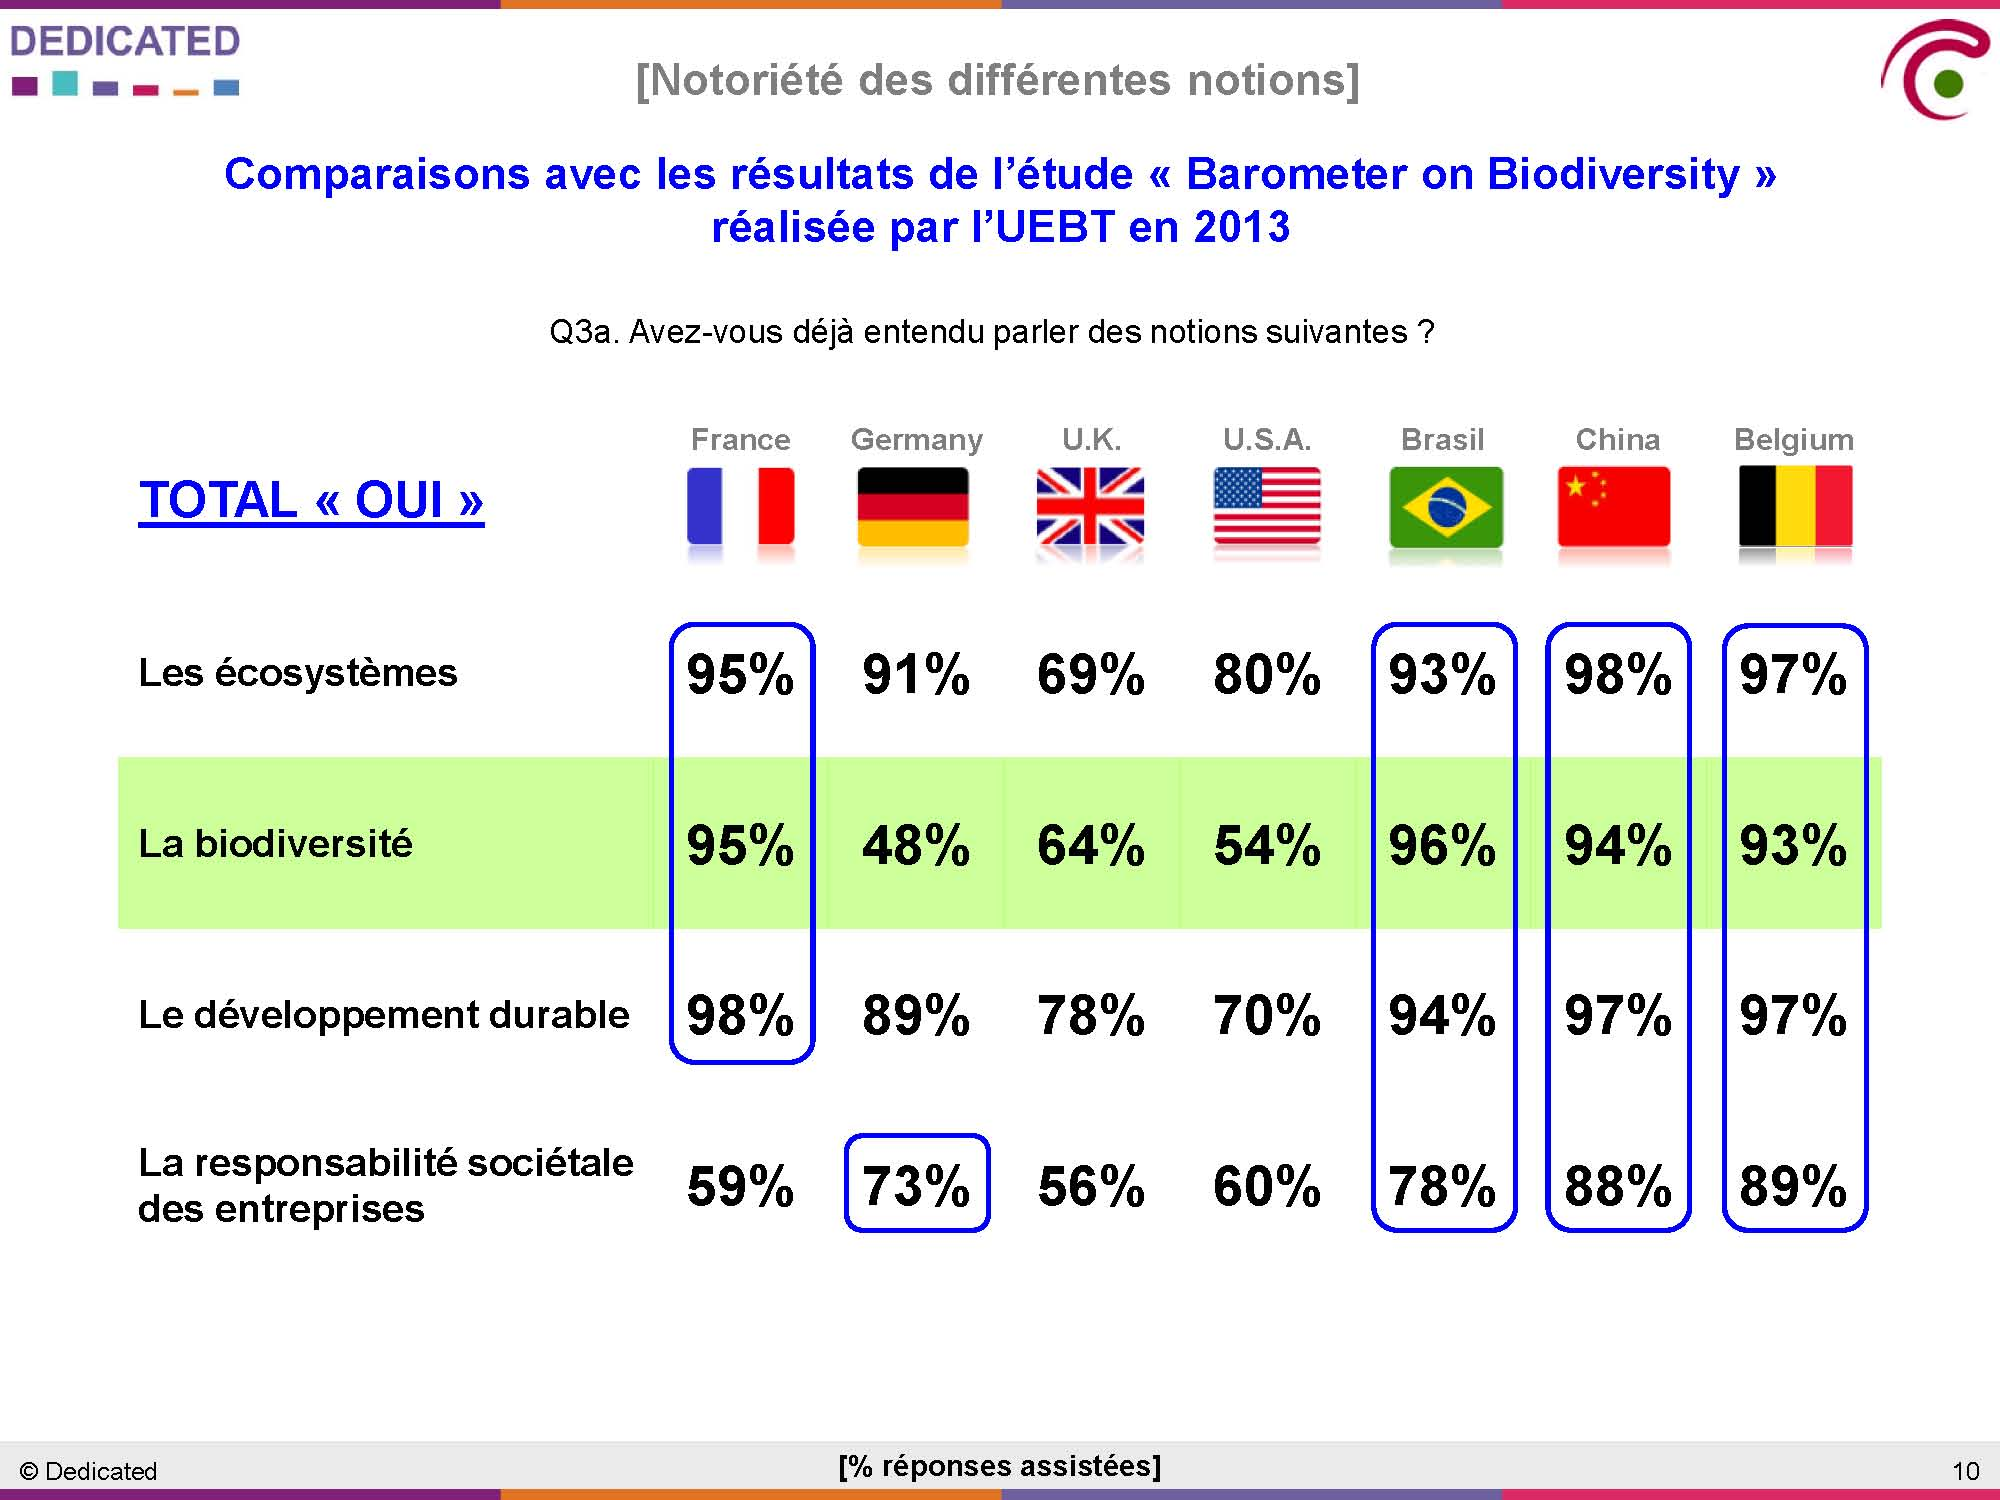 DEDICATED
[Notoriété des différentes notions]
Comparaisons avec les résultats de l’étude « Barometer on Biodiversity »
réalisée par l’UEBT en 2013
Q3a. Avez-vous déjà entendu parler des notions suivantes ?
France Germany U.K. U.S.A. Brasil China Belgium
TOTAL « OUI »
Les écosystèmes 95% 91% 69% 80% 93% 98% 97%
La biodiversité 95% 48% 64% 54% 96% 94% 93%
Le développement durable 98% 89% 78% 70% 94% 97% 97%
La responsabilité sociétale
des entreprises 59% 73% 56% 60% 78% 88% 89%
© Dedicated [% réponses assistées] 10